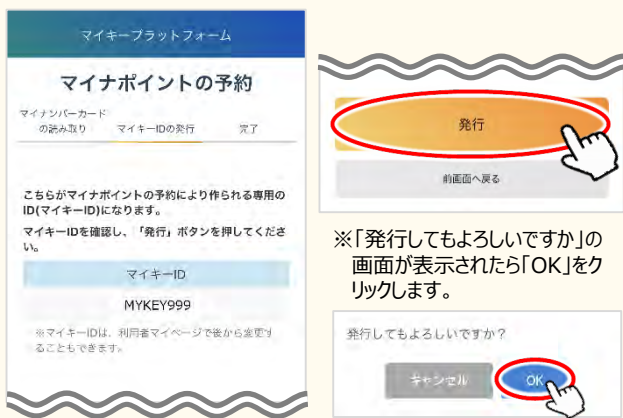 マイキープラットフォーム
マイナポイントの予約
マイナンバーカード
の読み取り
マイキーIDの発行
完了
こちらがマイナポイントの予約により作られる専用の
ID(マイキーID)になります。
マイキーIDを確認し、「発行」ボタンを押してくださ
い。
マイキーID
MYKEY999
※マイキーIDは、利用者マイページで後から変更す
ることもできます。
発行
前画面へ戻る
※「発行してもよろしいですか」の
画面が表示されたら「OK」をク
リックします。
発行してもよろしいですか?
キャンセル
OK